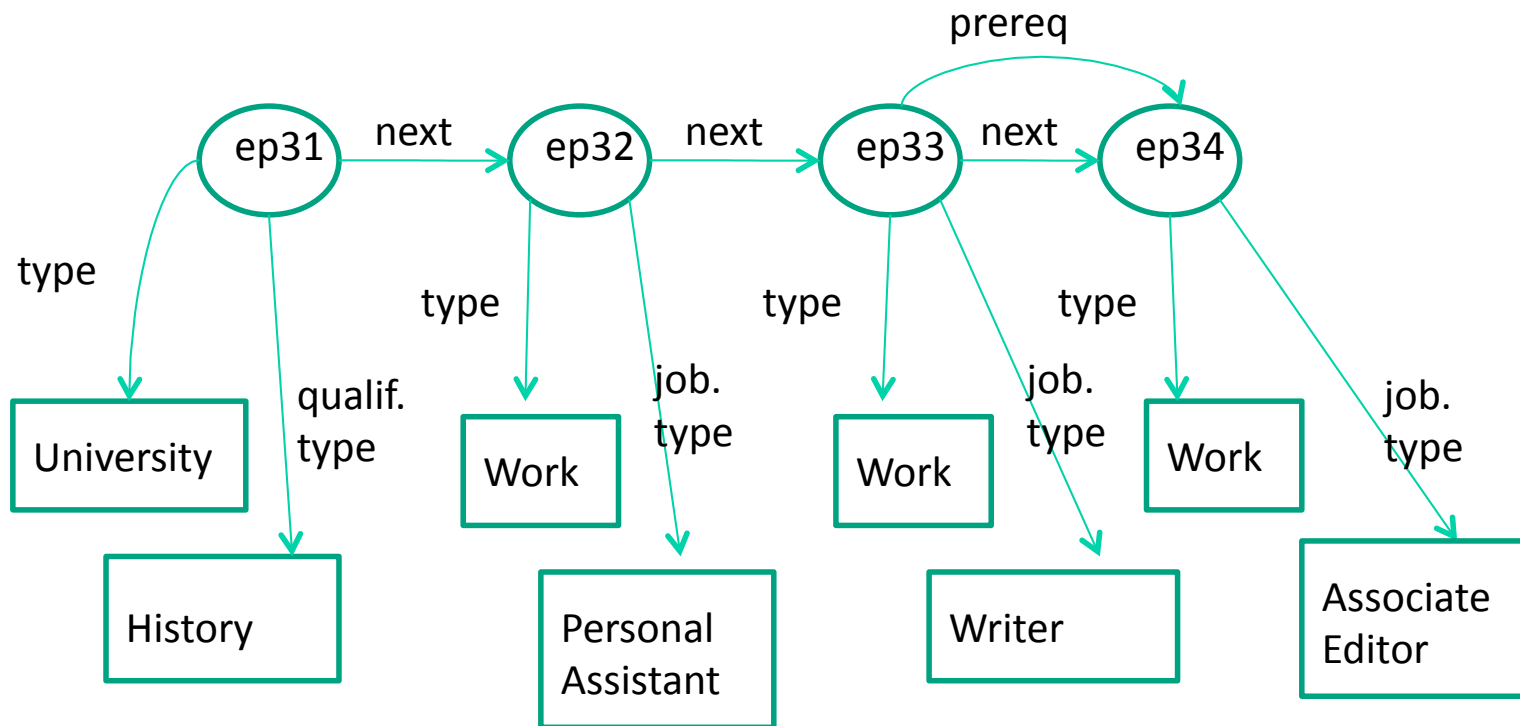 prereq
ep31
next
ep32
next
ep33
next
ep34
type
type
type
type
qualif.
type
job.
type
job.
type
job.
type
University
Work
Work
Work
History
Personal
Assistant
Writer
Associate
Editor